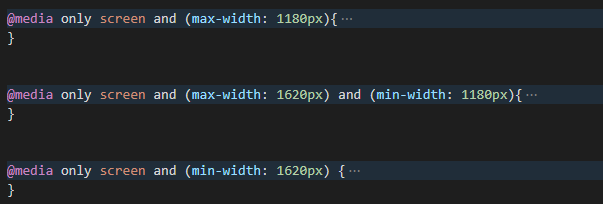 @media only screen and (max-width: 1180px){ ···
}
@media only screen and (max-width: 1620px) and (min-width: 1180px){ ···
}
@media only screen and (min-width: 1620px) { ···
}